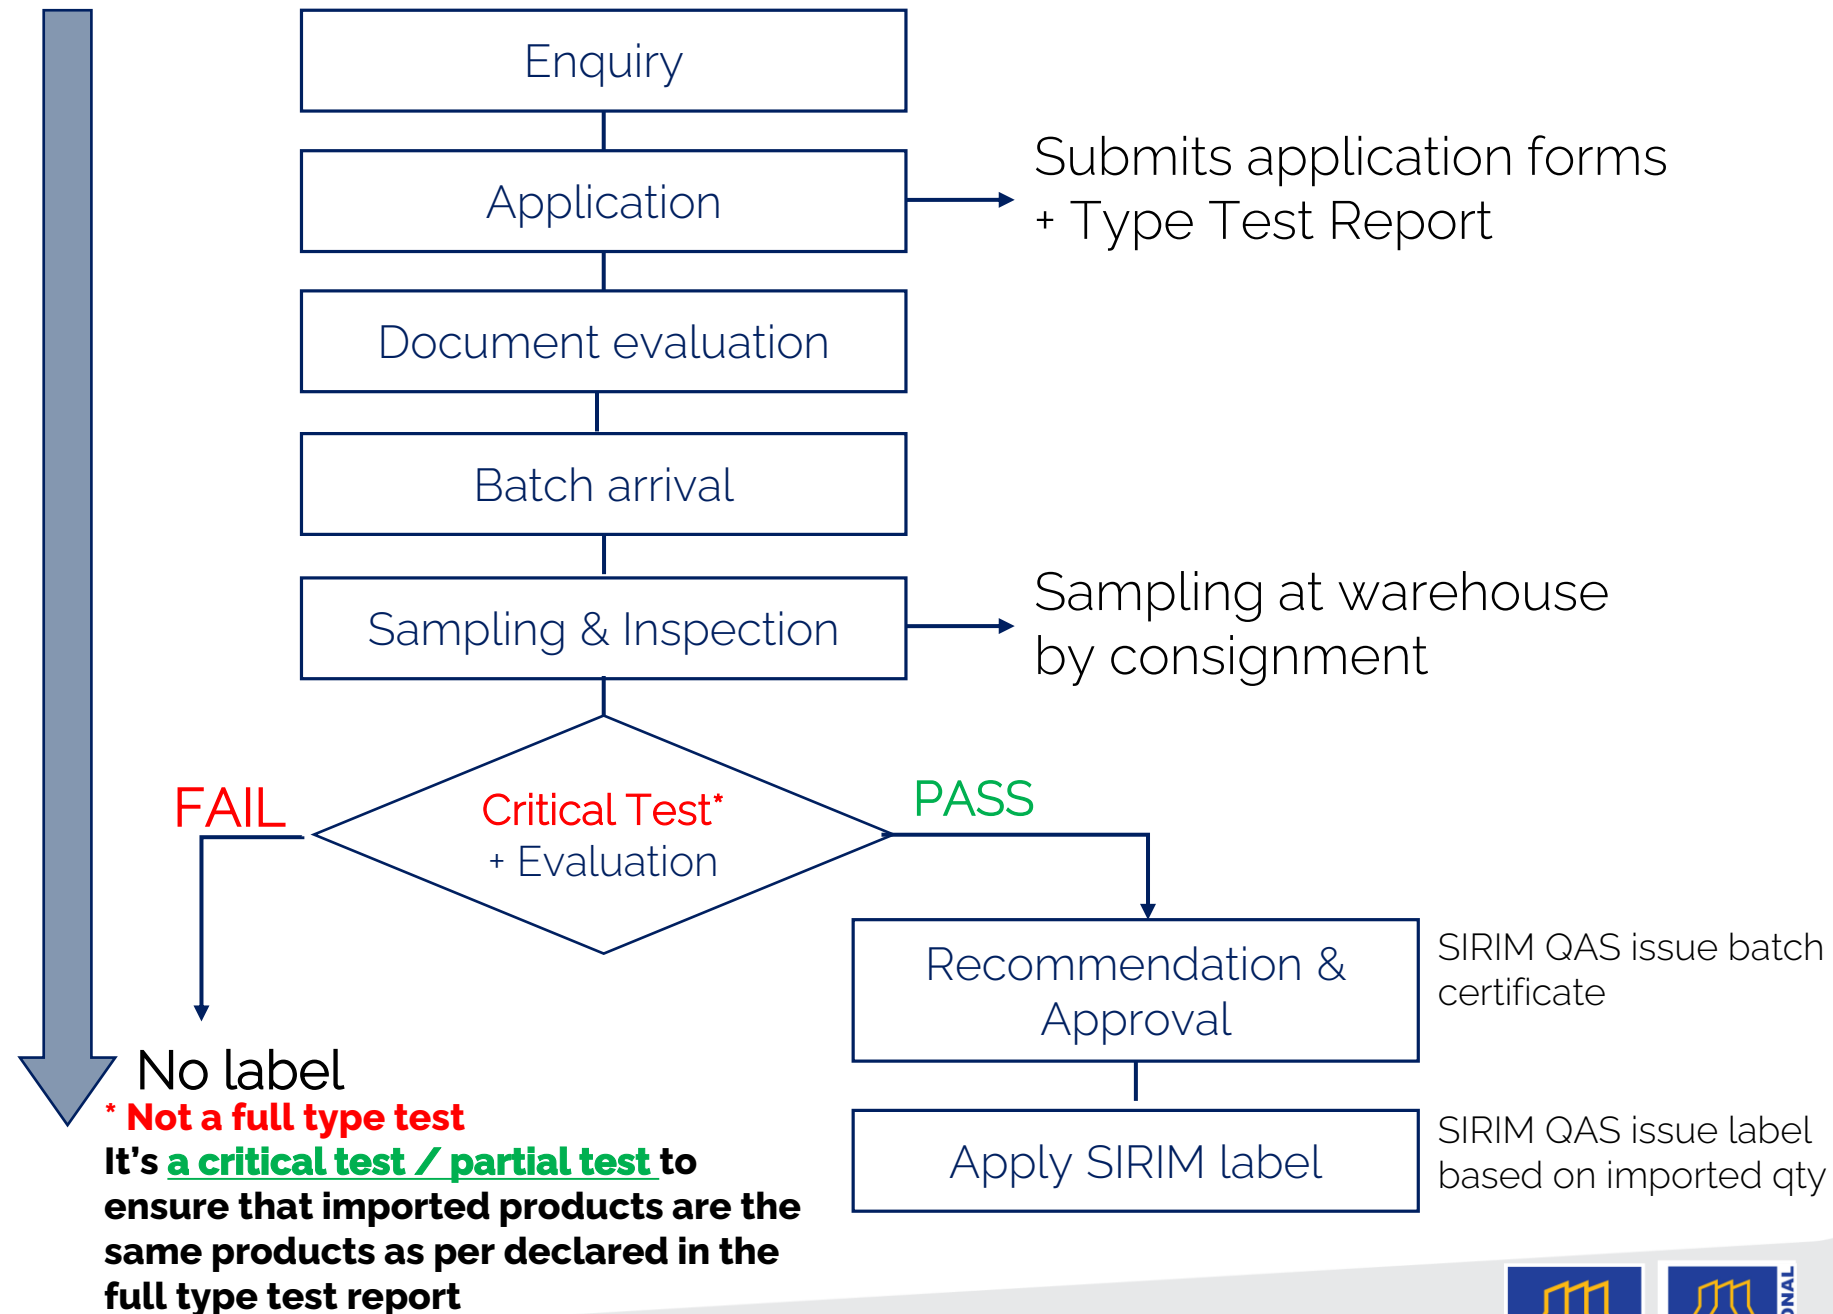 Enquiry
Application
Submits application forms
+ Type Test Report
Document evaluation
Batch arrival
Sampling & Inspection
Sampling at warehouse
by consignment
FAIL
Critical Test*
+ Evaluation
PASS
Recommendation &
Approval
SIRIM QAS issue batch
certificate
No label
* Not a full type test
It’s a critical test / partial test to
ensure that imported products are the
same products as per declared in the
full type test report
Apply SIRIM label
SIRIM QAS issue label
based on imported qty